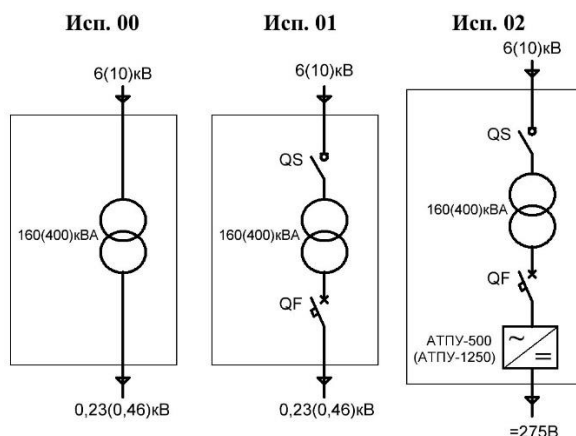 Исп. 00
6(10)кВ
160(400)кВА
0,23(0,46)кВ
Исп. 01
6(10)кВ
QS
160(400)кВА
QF
0,23(0,46)кВ
Исп. 02
6(10)кВ
QS
160(400)кВА
QF
АТПУ-500
(АТПУ-1250)
=275В